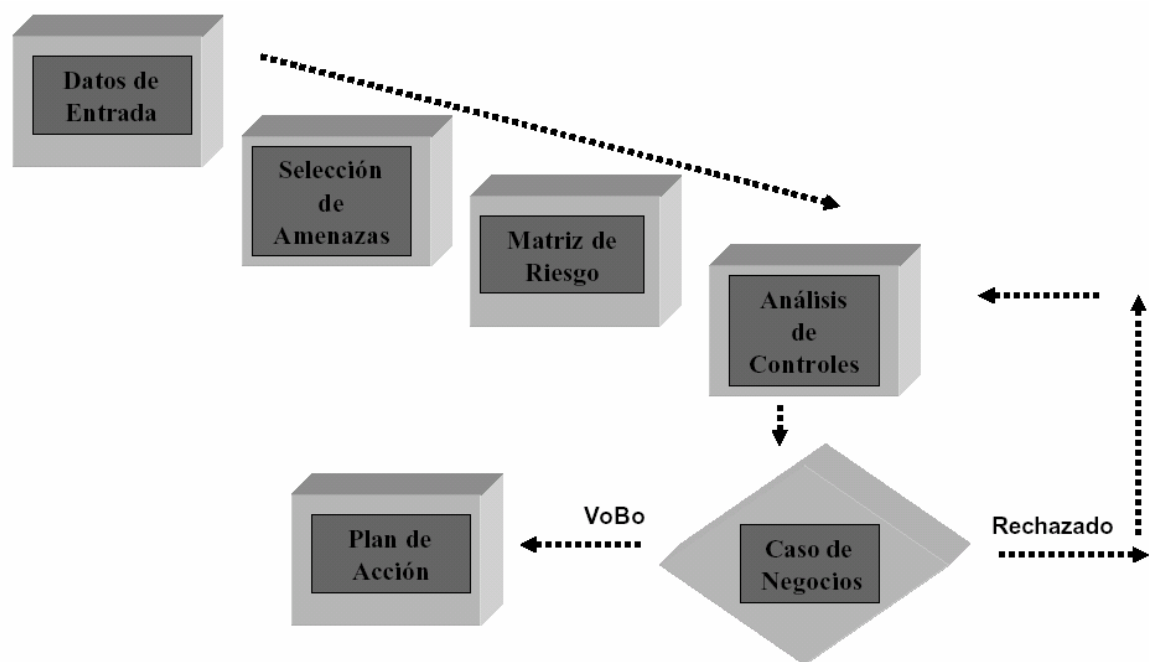 Datos de
Entrada
Selección
de
Amenazas
Matriz de
Riesgo
Análisis
de
Controles
VoBo
Plan de
Acción
Caso de
Negocios
Rechazado